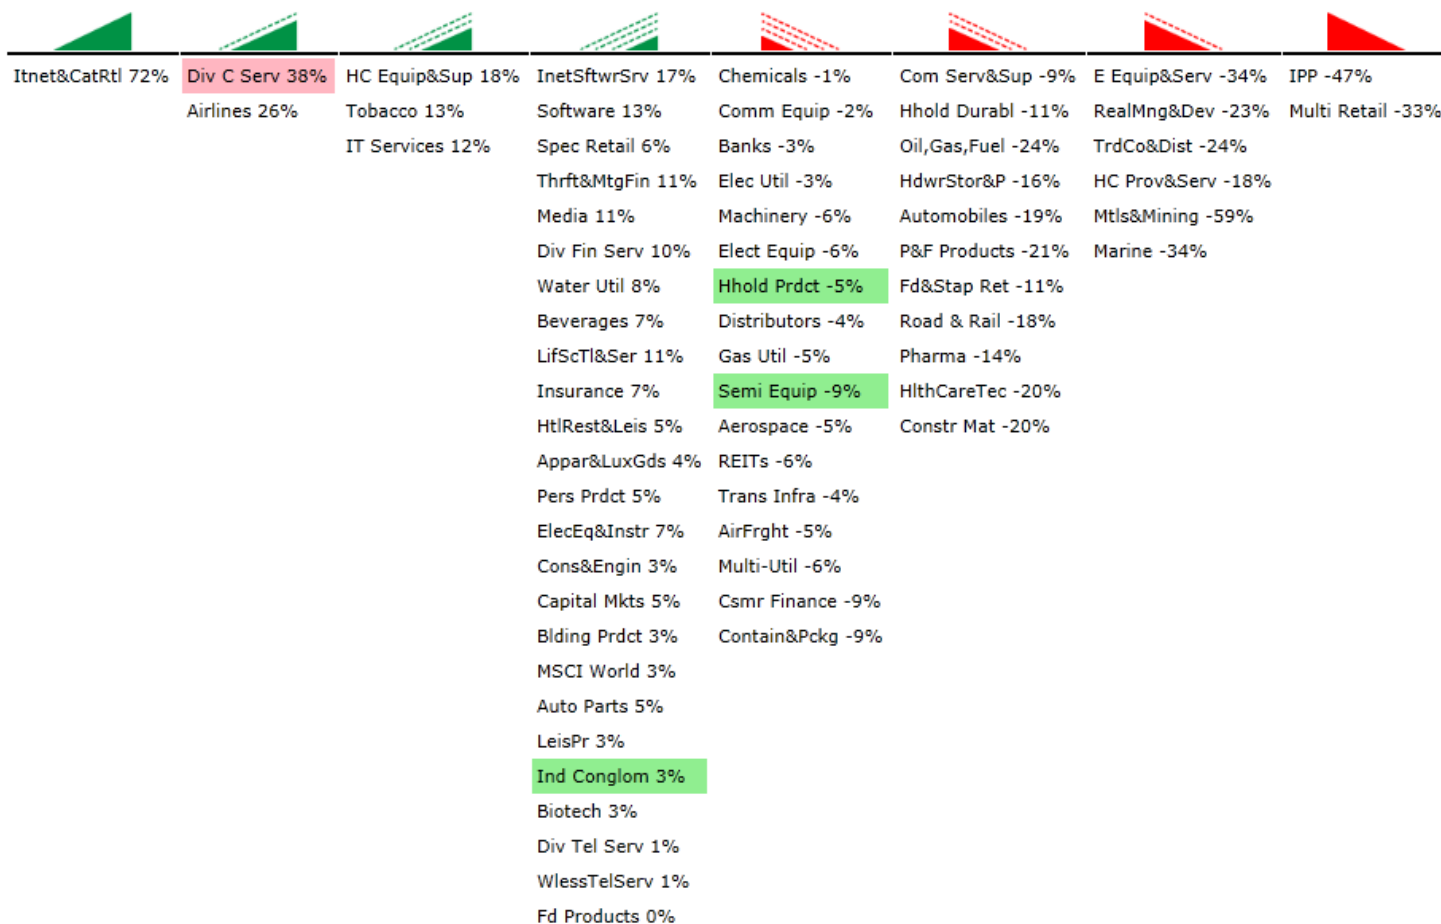 Itnet&CatRtl 72% Div C Serv 38% HC Equip&Sup 18% InetSftwrSrv 17% Chemicals -1% Com Serv&Sup -9% E Equip&Serv -34% IPP -47%
Airlines 26% Tobacco 13% Software 13% Comm Equip -2% Hhold Durabl -11% RealMng&Dev -23% Multi Retail -33%
IT Services 12% Spec Retail 6% Banks -3% Oil,Gas,Fuel -24% TrdCo&Dist -24%
Thrft&MtgFin 11% Elec Util -3% HdwrStor&P -16% HC Prov&Serv -18%
Media 11% Machinery -6% Automobiles -19% Mtls&Mining -59%
Div Fin Serv 10% Elect Equip -6% P&F Products -21% Marine -34%
Water Util 8% Hhold Prdct -5% Fd&Stap Ret -11%
Beverages 7% Distributors -4% Road & Rail -18%
LifScTl&Ser 11% Gas Util -5% Pharma -14%
Insurance 7% Semi Equip -9% HlthCareTec -20%
HtlRest&Leis 5% Aerospace -5% Constr Mat -20%
Appar&LuxGds 4% REITs -6%
Pers Prdct 5% Trans Infra -4%
ElecEq&Instr 7% AirFrght -5%
Cons&Engin 3% Multi-Util -6%
Capital Mkts 5% Csmr Finance -9%
Blding Prdct 3% Contain&Pckg -9%
MSCI World 3%
Auto Parts 5%
LeisPr 3%
Ind Conglom 3%
Biotech 3%
Div Tel Serv 1%
WlessTelServ 1%
Fd Products 0%